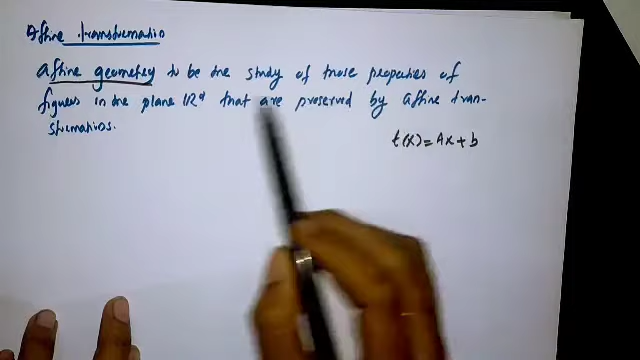 Affine transformation
Affine geometry to be the study of those properties of
figures in the plane IR² that are preserved by affine tran-
sformations.
t(x) = Ax + b